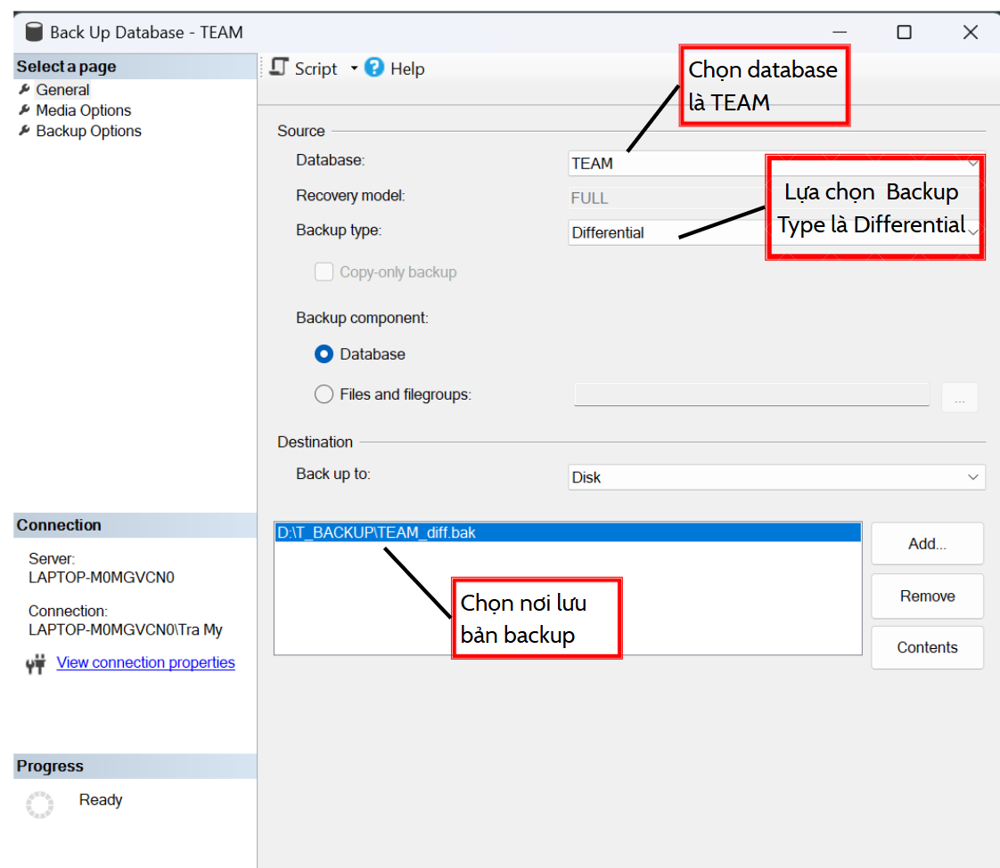 Back Up Database - TEAM
Select a page
General
Media Options
Backup Options
Script
Help
Chọn database
là TEAM
Source
Database:
TEAM
Recovery model:
FULL
Backup type:
Differential
Lựa chọn Backup
Type là Differential
Copy-only backup
Backup component:
Database
Files and filegroups:
...
Destination
Back up to:
Disk
D:\T_BACKUP\TEAM_diff.bak
Chọn nơi lưu
bản backup
Add...
Remove
Contents
Connection
Server:
LAPTOP-M0MGVCN0
Connection:
LAPTOP-M0MGVCN0\Tra My
View connection properties
Progress
Ready